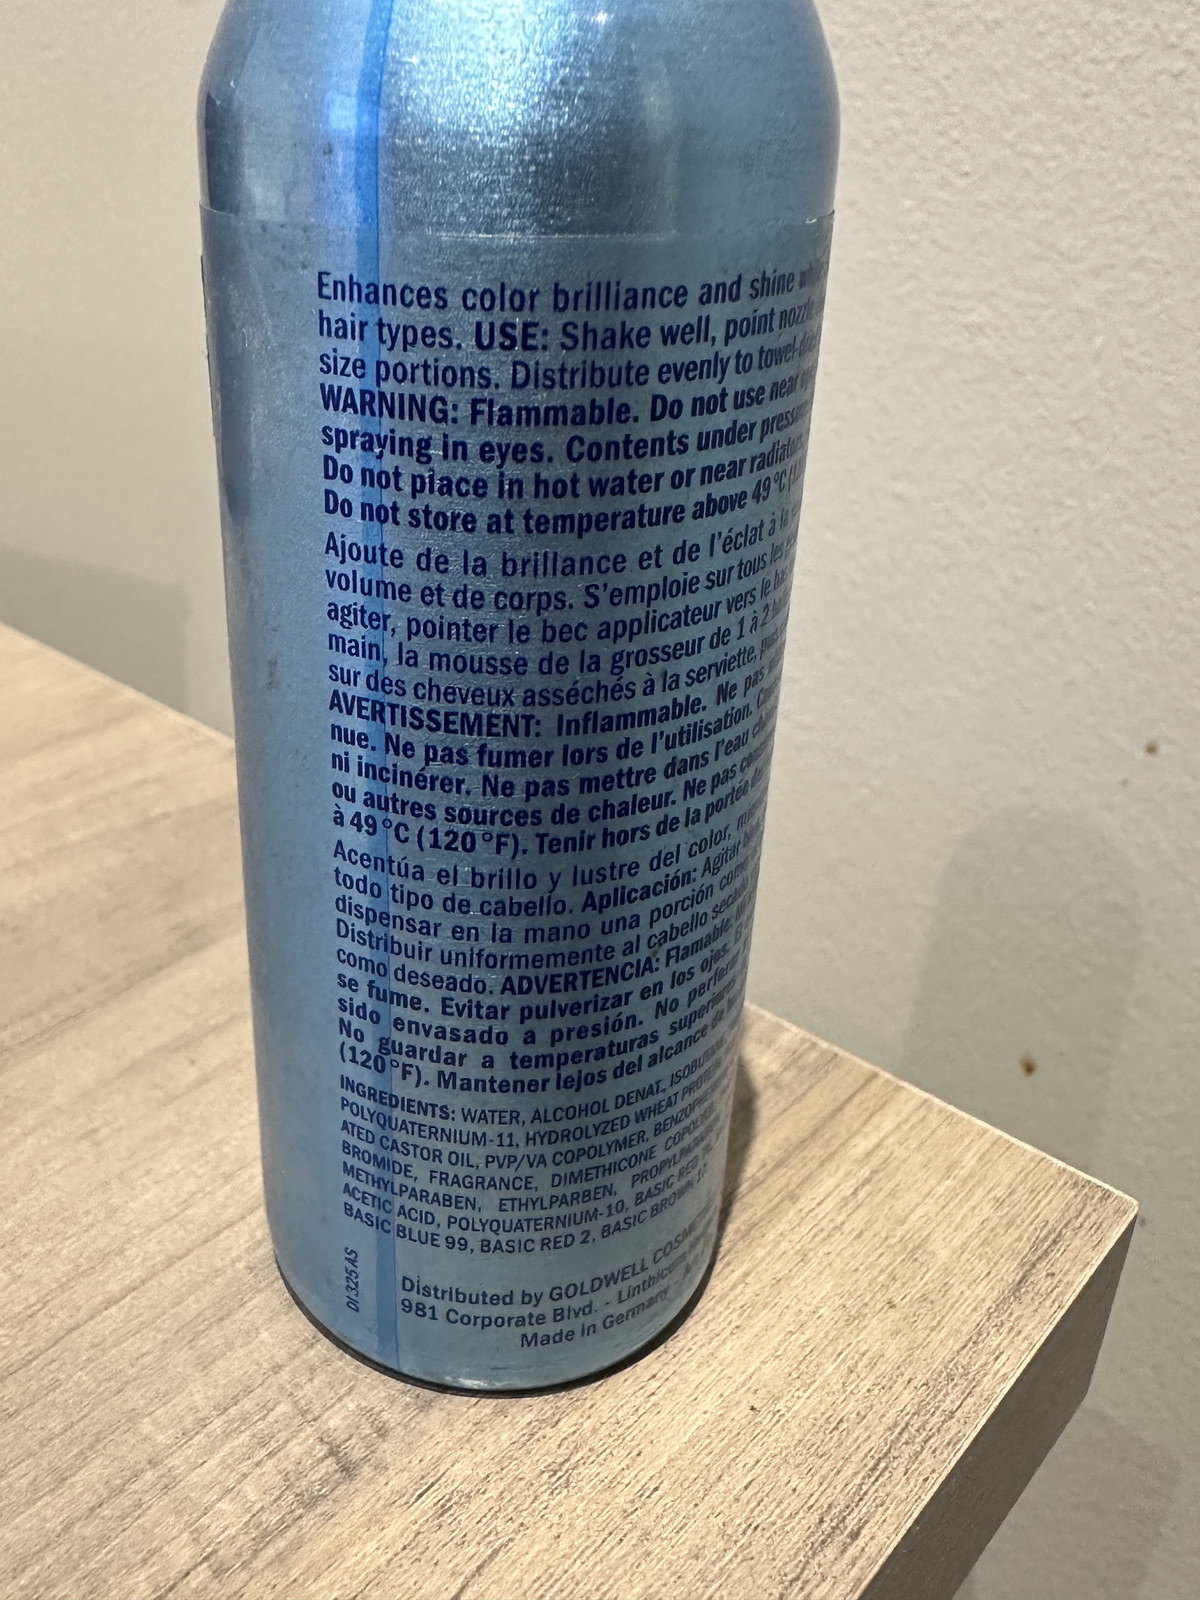 Enhances color brilliance and shine
hair types. USE: Shake well, point nozzle
size portions. Distribute evenly to
WARNING: Flammable. Do not use near
spraying in eyes. Contents under
Do not place in hot water or near
Do not store at temperature above 49°C
Ajoute de la brillance et de l'éclat à la
volume et de corps. S'emploie sur tous les
agiter, pointer le bec applicateur vers le
main, la mousse de la grosseur de 1 à 2
sur des cheveux asséchés à la serviette,
AVERTISSEMENT: Inflammable. Ne pas
nue. Ne pas fumer lors de l'utilisation.
ni incinérer. Ne pas mettre dans l'eau
ou autres sources de chaleur. Ne pas
à 49°C (120°F). Tenir hors de la portée
Acentúa el brillo y lustre del color,
todo tipo de cabello. Aplicación: Agitar
dispensar en la mano una porción
Distribuir uniformemente al cabello
como deseado. ADVERTENCIA: Flamable.
se fume. Evitar pulverizar en los ojos.
sido envasado a presión. No perforar
No guardar a temperaturas superiores
(120°F). Mantener lejos del alcance de
INGREDIENTS: WATER, ALCOHOL DENAT.,
POLYQUATERNIUM-11, HYDROLYZED WHEAT
ATED CASTOR OIL, PVP/VA COPOLYMER,
BROMIDE, FRAGRANCE, DIMETHICONE
METHYLPARABEN, ETHYLPARBEN,
ACETIC ACID, POLYQUATERNIUM-10, BASIC RED
BASIC BLUE 99, BASIC RED 2, BASIC BROWN
DI 325 AS
Distributed by GOLDWELL
981 Corporate Blvd. -
Made in Germany